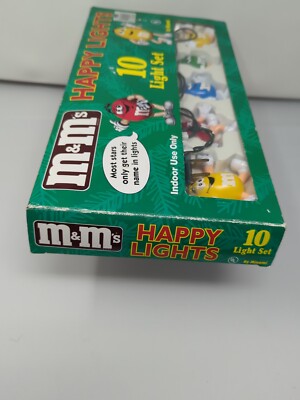 m&m's
HAPPY LIGHTS
10
Light Set
Most stars
only get their
name in lights
Indoor Use Only
m&m's
HAPPY
LIGHTS
10
Light Set